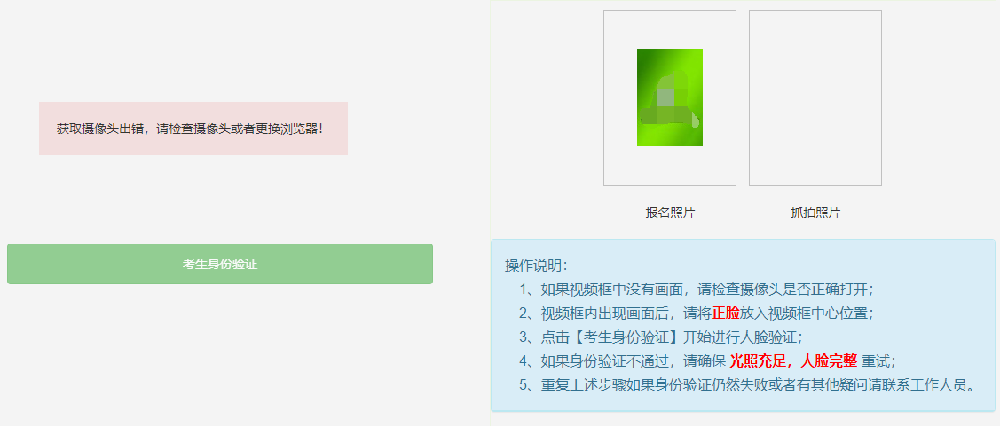 获取摄像头出错，请检查摄像头或者更换浏览器！
考生身份验证
报名照片
抓拍照片
操作说明：
1、如果视频框中没有画面，请检查摄像头是否正确打开；
2、视频框内出现画面后，请将正脸放入视频框中心位置；
3、点击【考生身份验证】开始进行人脸验证；
4、如果身份验证不通过，请确保 光照充足，人脸完整 重试；
5、重复上述步骤如果身份验证仍然失败或者有其他疑问请联系工作人员。